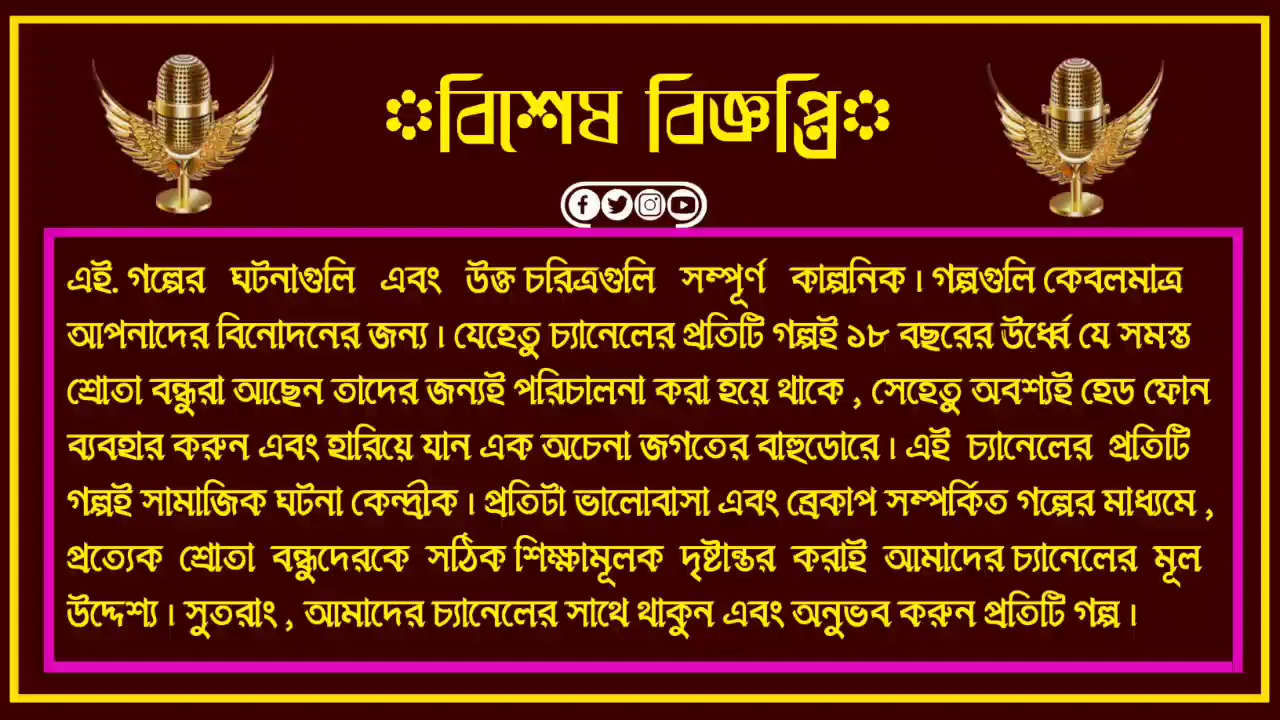 বিশেষ বিজ্ঞপ্তি
এই. গল্পের ঘটনাগুলি এবং উক্ত চরিত্রগুলি সম্পূর্ণ কাল্পনিক । গল্পগুলি কেবলমাত্র
আপনাদের বিনোদনের জন্য । যেহেতু চ্যানেলের প্রতিটি গল্পই ১৮ বছরের উর্ধ্বে যে সমস্ত
শ্রোতা বন্ধুরা আছেন তাদের জন্যই পরিচালনা করা হয়ে থাকে , সেহেতু অবশ্যই হেড ফোন
ব্যবহার করুন এবং হারিয়ে যান এক অচেনা জগতের বাহুডোরে । এই চ্যানেলের প্রতিটি
গল্পই সামাজিক ঘটনা কেন্দ্রীক । প্রতিটা ভালোবাসা এবং ব্রেকাপ সম্পর্কিত গল্পের মাধ্যমে ,
প্রত্যেক শ্রোতা বন্ধুদেরকে সঠিক শিক্ষামূলক দৃষ্টান্তর করাই আমাদের চ্যানেলের মূল
উদ্দেশ্য । সুতরাং , আমাদের চ্যানেলের সাথে থাকুন এবং অনুভব করুন প্রতিটি গল্প ।